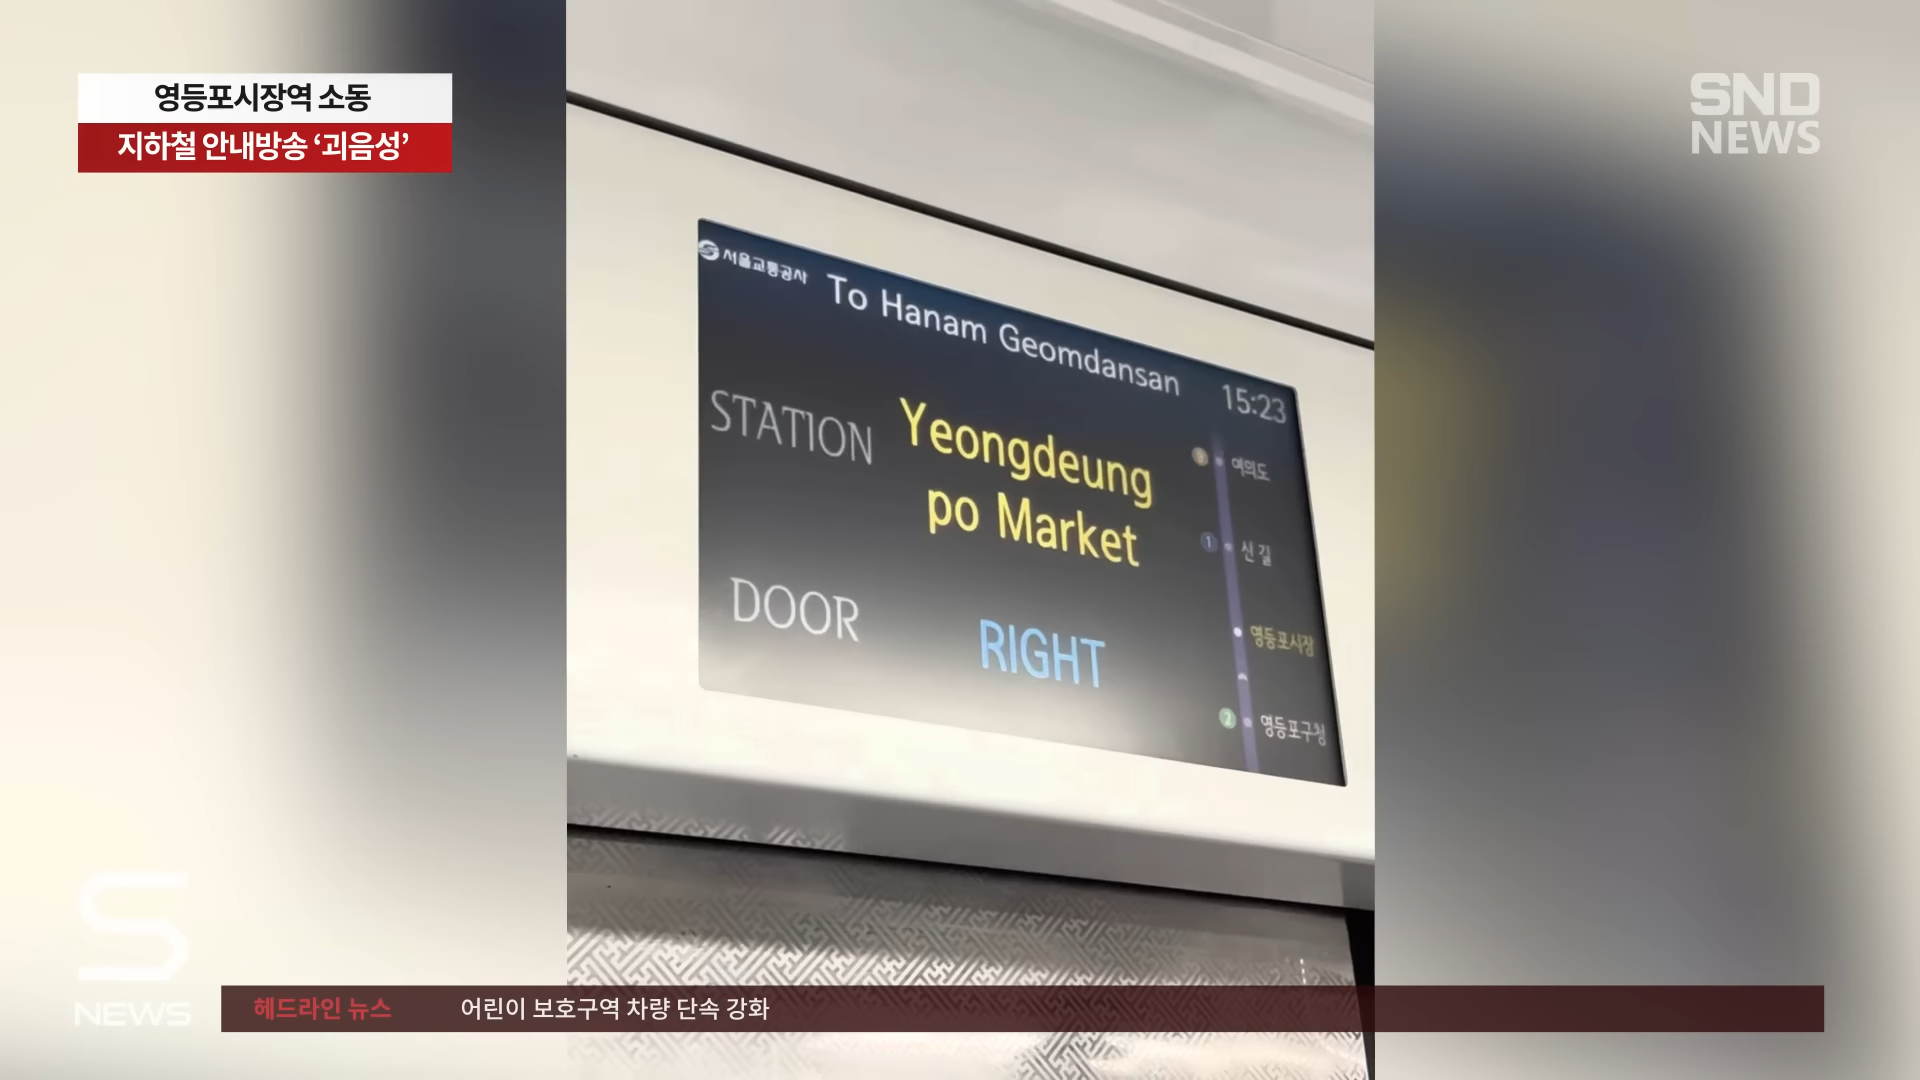 영등포시장역 소동
지하철 안내방송 ‘괴음성’
SND
NEWS
서울교통공사
To Hanam Geomdansan
15:23
STATION
Yeongdeung
po Market
DOOR
RIGHT
여의도
1 신길
영등포시장
2 영등포구청
S
NEWS
헤드라인 뉴스
어린이 보호구역 차량 단속 강화